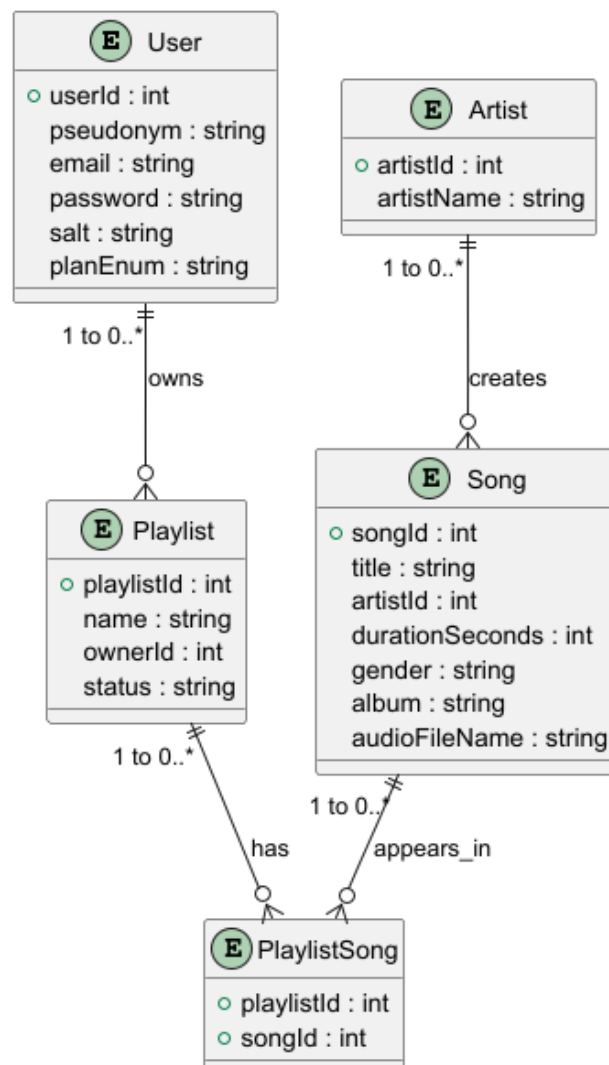 E User
userId : int
pseudonym : string
email : string
password : string
salt : string
planEnum : string
1 to 0..*
owns
E Artist
artistId : int
artistName : string
1 to 0..*
creates
E Playlist
playlistId : int
name : string
ownerId : int
status : string
1 to 0..*
has
E Song
songId : int
title : string
artistId : int
durationSeconds : int
gender : string
album : string
audioFileName : string
1 to 0..*
appears_in
E PlaylistSong
playlistId : int
songId : int